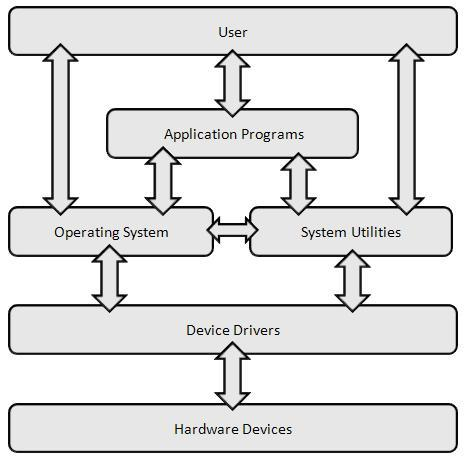 User
Application Programs
Operating System
System Utilities
Device Drivers
Hardware Devices